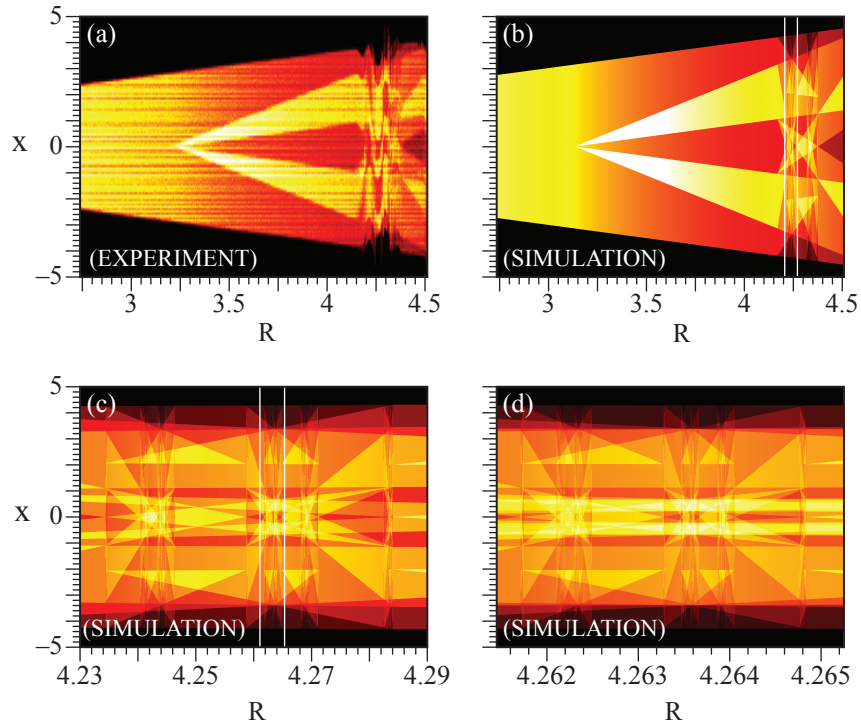 (a)
5
0
−5
x
(EXPERIMENT)
3 3.5 4 4.5
R
(b)
(SIMULATION)
3 3.5 4 4.5
R
(c)
5
0
−5
x
(SIMULATION)
4.23 4.25 4.27 4.29
R
(d)
(SIMULATION)
4.262 4.263 4.264 4.265
R